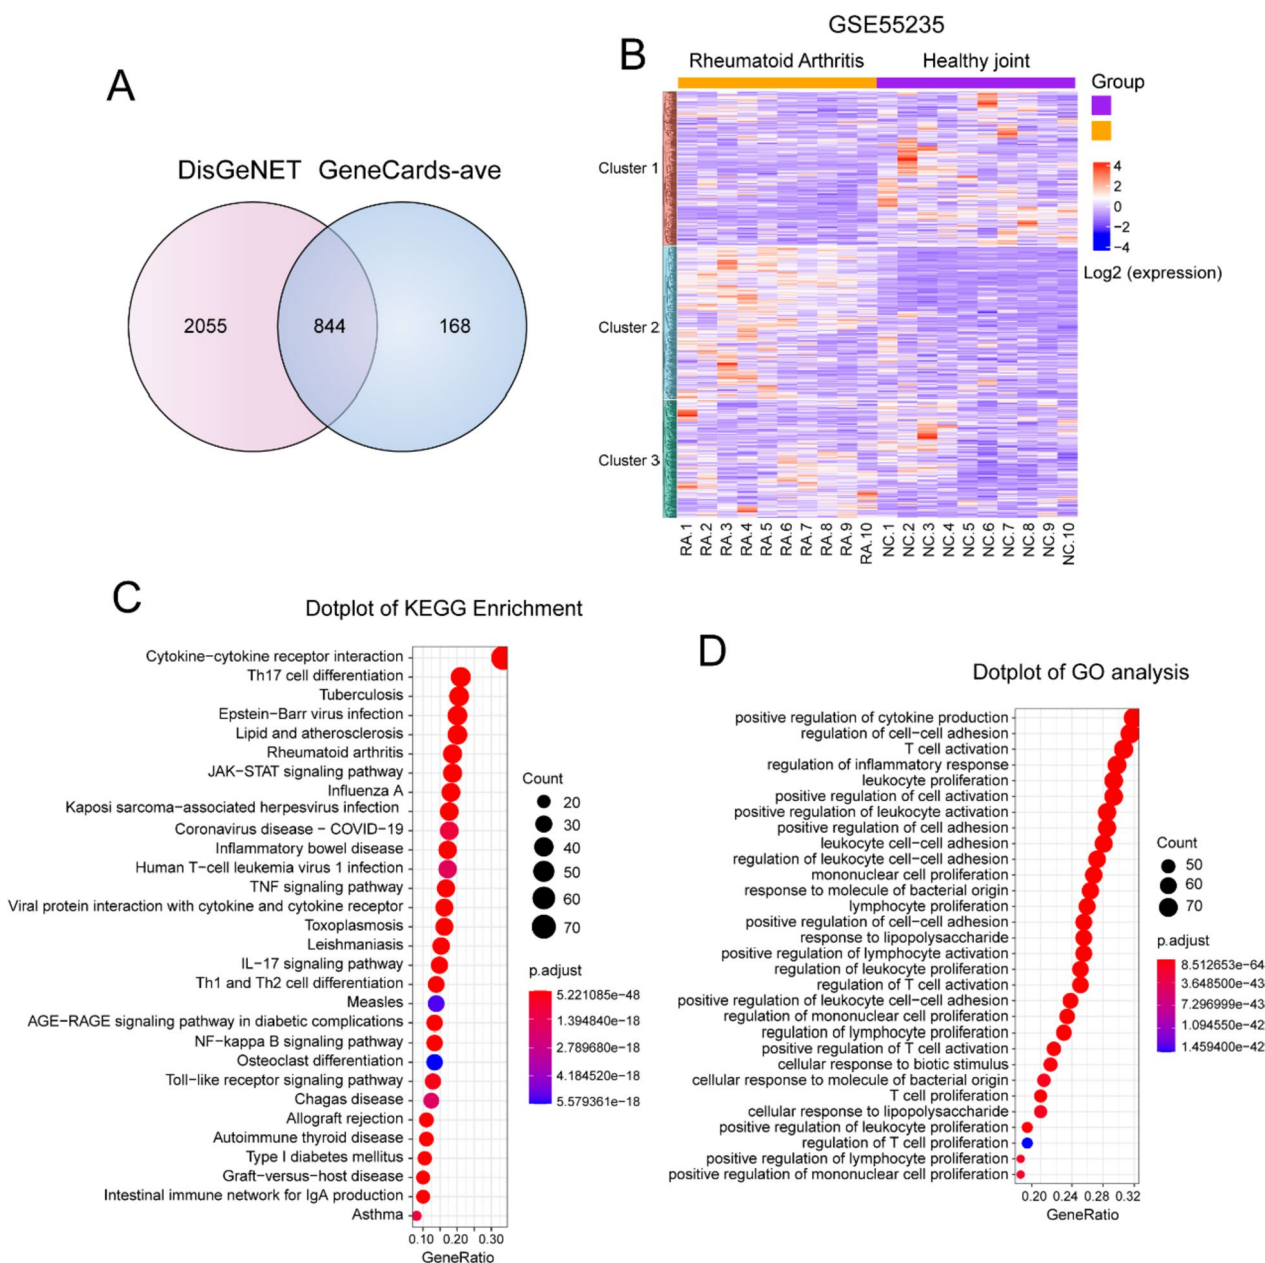 A
DisGeNET GeneCards-ave
2055 844 168
GSE55235
B
Rheumatoid Arthritis Healthy joint
Group
Cluster 1
Cluster 2
Cluster 3
4
2
0
−2
−4
Log2 (expression)
RA.1 RA.2 RA.3 RA.4 RA.5 RA.6 RA.7 RA.8 RA.9 RA.10 NC.1 NC.2 NC.3 NC.4 NC.5 NC.6 NC.7 NC.8 NC.9 NC.10
C
Dotplot of KEGG Enrichment
Cytokine−cytokine receptor interaction
Th17 cell differentiation
Tuberculosis
Epstein−Barr virus infection
Lipid and atherosclerosis
Rheumatoid arthritis
JAK−STAT signaling pathway
Influenza A
Kaposi sarcoma−associated herpesvirus infection
Coronavirus disease − COVID−19
Inflammatory bowel disease
Human T−cell leukemia virus 1 infection
TNF signaling pathway
Viral protein interaction with cytokine and cytokine receptor
Toxoplasmosis
Leishmaniasis
IL−17 signaling pathway
Th1 and Th2 cell differentiation
Measles
AGE−RAGE signaling pathway in diabetic complications
NF−kappa B signaling pathway
Osteoclast differentiation
Toll−like receptor signaling pathway
Chagas disease
Allograft rejection
Autoimmune thyroid disease
Type I diabetes mellitus
Graft−versus−host disease
Intestinal immune network for IgA production
Asthma
0.10 0.20 0.30
GeneRatio
Count
20
30
40
50
60
70
p.adjust
5.221085e−48
1.394840e−18
2.789680e−18
4.184520e−18
5.579361e−18
D
Dotplot of GO analysis
positive regulation of cytokine production
regulation of cell−cell adhesion
T cell activation
regulation of inflammatory response
leukocyte proliferation
positive regulation of cell activation
positive regulation of leukocyte activation
positive regulation of cell adhesion
leukocyte cell−cell adhesion
regulation of leukocyte cell−cell adhesion
mononuclear cell proliferation
response to molecule of bacterial origin
lymphocyte proliferation
positive regulation of cell−cell adhesion
response to lipopolysaccharide
positive regulation of lymphocyte activation
regulation of leukocyte proliferation
regulation of T cell activation
positive regulation of leukocyte cell−cell adhesion
regulation of mononuclear cell proliferation
regulation of lymphocyte proliferation
positive regulation of T cell activation
cellular response to biotic stimulus
cellular response to molecule of bacterial origin
T cell proliferation
cellular response to lipopolysaccharide
positive regulation of leukocyte proliferation
regulation of T cell proliferation
positive regulation of lymphocyte proliferation
positive regulation of mononuclear cell proliferation
0.20 0.24 0.28 0.32
GeneRatio
Count
50
60
70
p.adjust
8.512653e−64
3.648500e−43
7.296999e−43
1.094550e−42
1.459400e−42